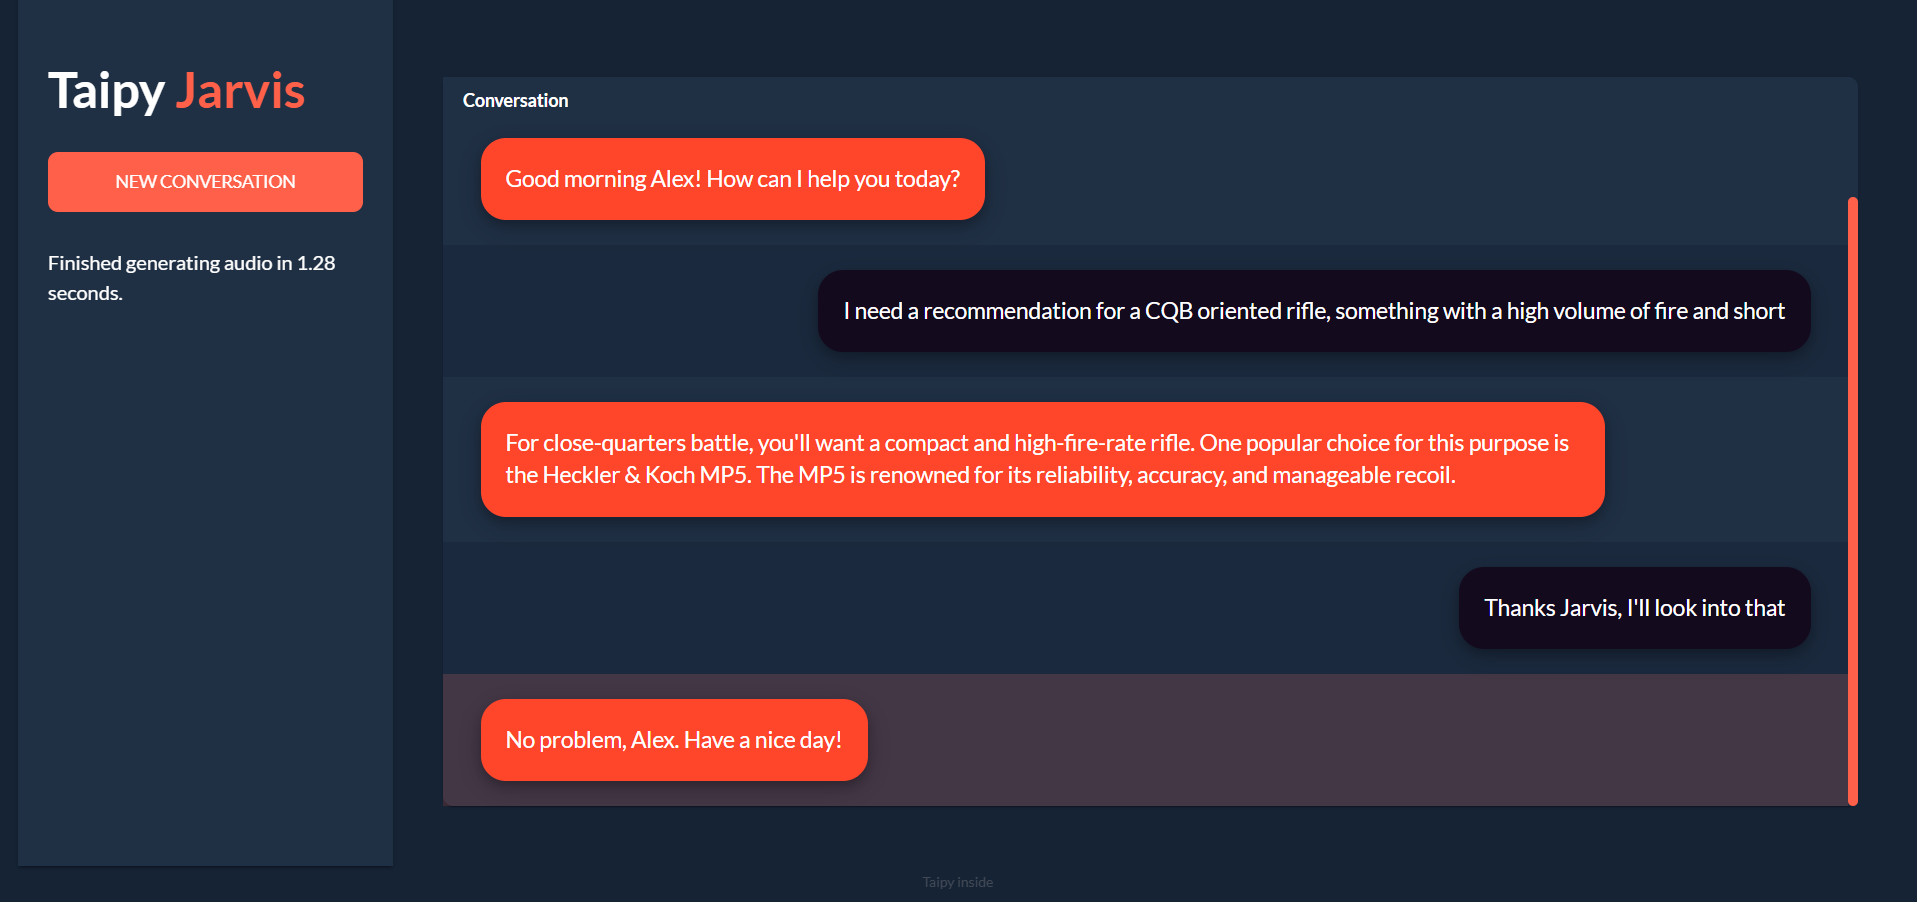 Taipy Jarvis
NEW CONVERSATION
Finished generating audio in 1.28
seconds.
Conversation
Good morning Alex! How can I help you today?
I need a recommendation for a CQB oriented rifle, something with a high volume of fire and short
For close-quarters battle, you'll want a compact and high-fire-rate rifle. One popular choice for this purpose is
the Heckler & Koch MP5. The MP5 is renowned for its reliability, accuracy, and manageable recoil.
Thanks Jarvis, I'll look into that
No problem, Alex. Have a nice day!
Taipy inside